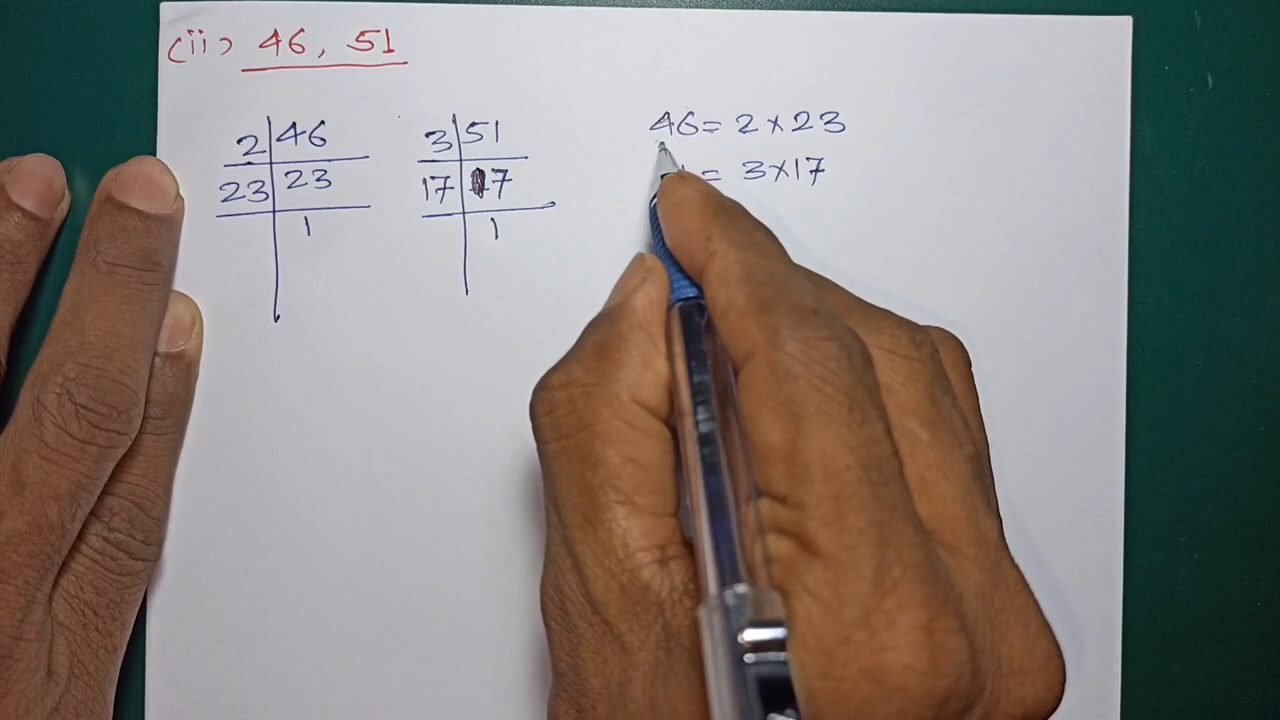 (ii) 46, 51
2 | 46
23 | 23
1
3 | 51
17 | 17
1
46 = 2 × 23
= 3 × 17